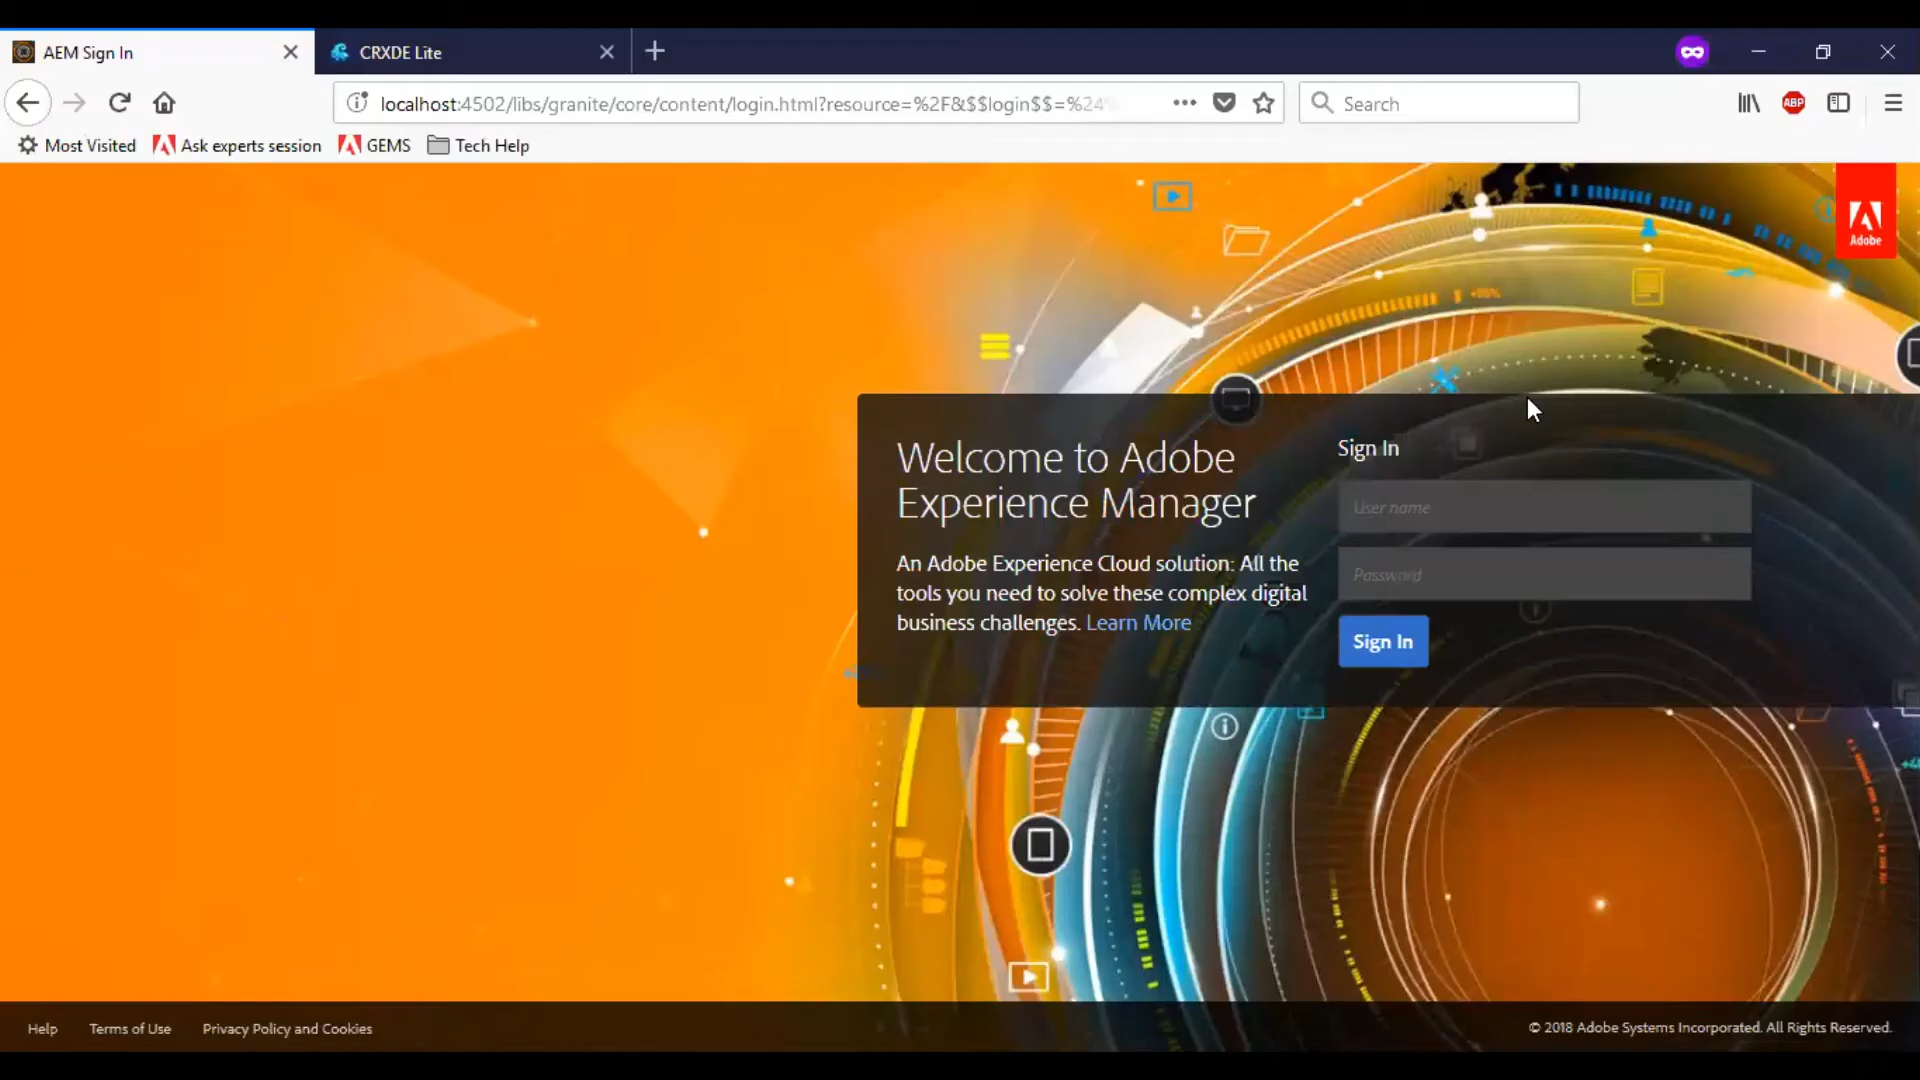 AEM Sign In
CRXDE Lite
localhost:4502/libs/granite/core/content/login.html?resource=%2F&$$login$$=%24%
Search
ABP
Most Visited
Ask experts session
GEMS
Tech Help
Adobe
+86%
Welcome to Adobe
Experience Manager
An Adobe Experience Cloud solution: All the
tools you need to solve these complex digital
business challenges. Learn More
Sign In
User name
Password
Sign In
Help
Terms of Use
Privacy Policy and Cookies
© 2018 Adobe Systems Incorporated. All Rights Reserved.